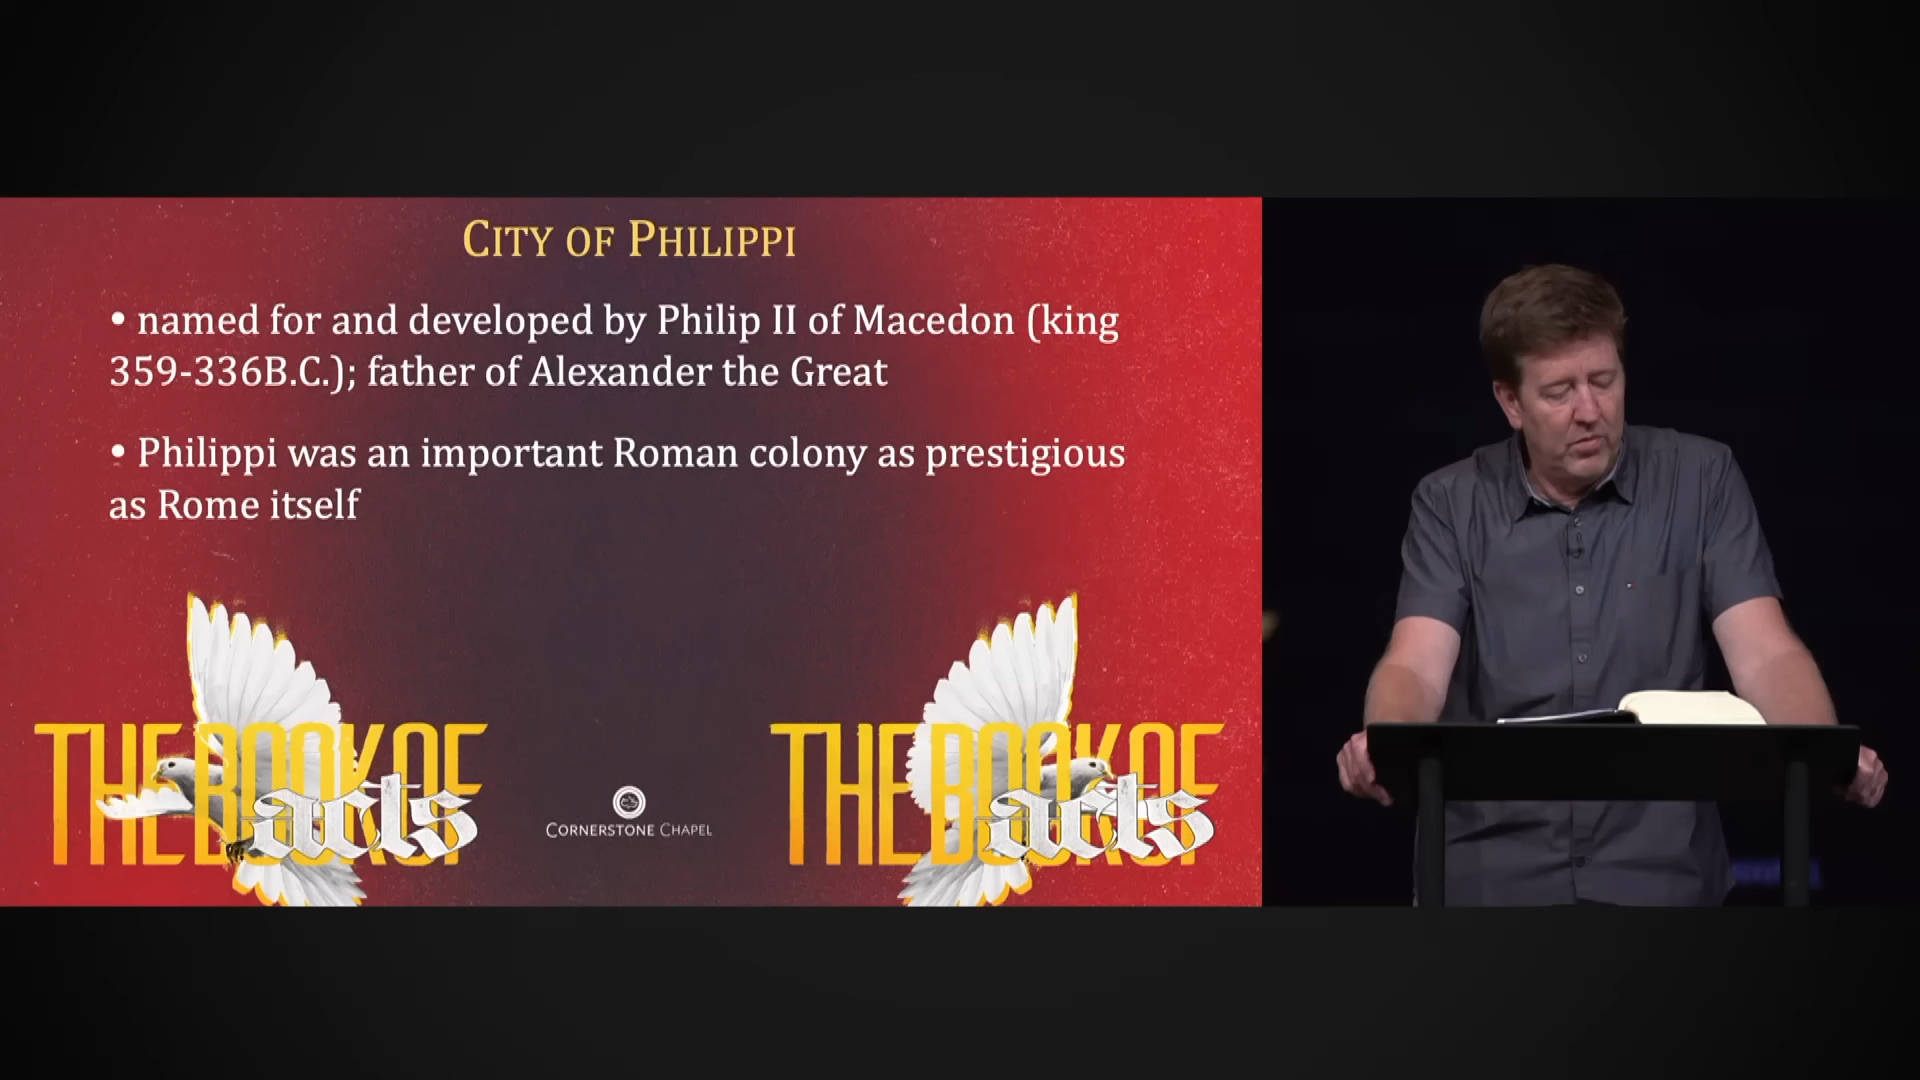 CITY OF PHILIPPI
• named for and developed by Philip II of Macedon (king
359-336B.C.); father of Alexander the Great
• Philippi was an important Roman colony as prestigious
as Rome itself
THE BOOK OF
acts
CORNERSTONE CHAPEL
THE BOOK OF
acts